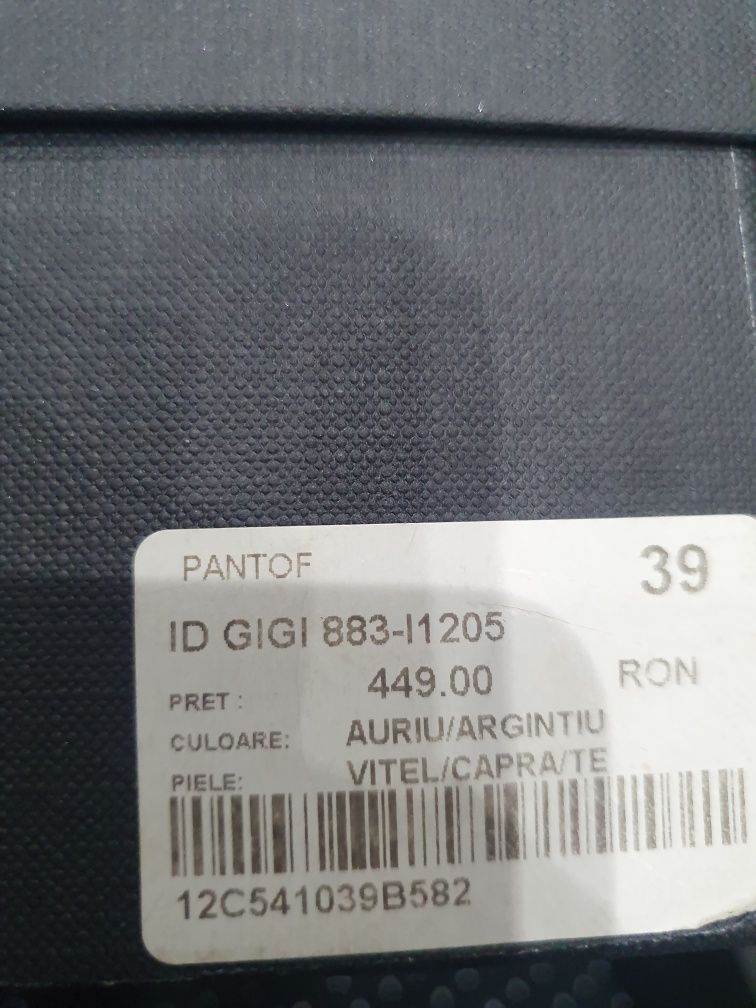 PANTOF 39
ID GIGI 883-I1205
PRET : 449.00 RON
CULOARE: AURIU/ARGINTIU
PIELE: VITEL/CAPRA/TE
12C541039B582